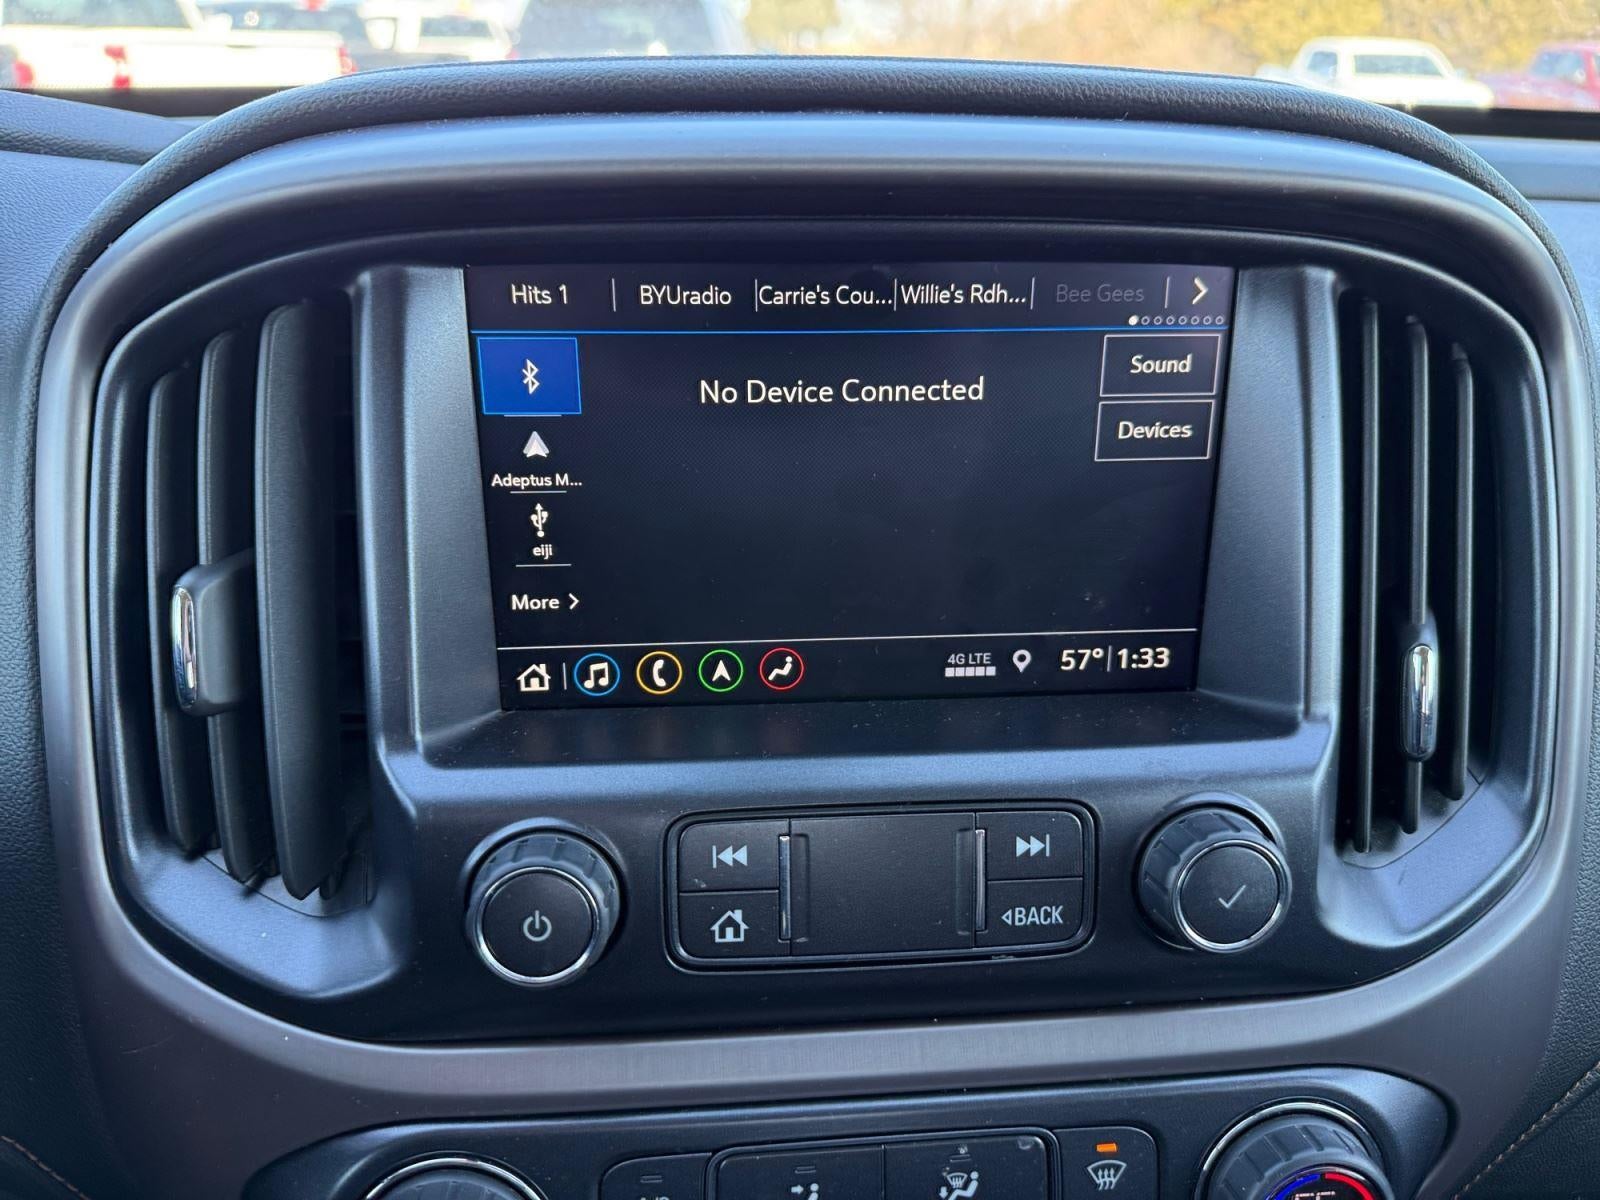 Hits 1
BYUradio
Carrie's Cou...
Willie's Rdh...
Bee Gees
No Device Connected
Sound
Devices
Adeptus M...
eiji
More
4G LTE
57° 1:33
BACK